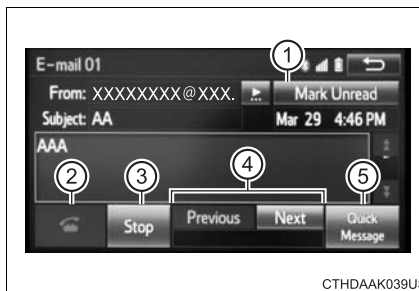 1
E-mail 01
From: XXXXXXXX@XXX.
Mark Unread
Subject: AA
Mar 29 4:46 PM
AAA
2
3
4
5
Stop
Previous
Next
Quick
Message
CTHDAAK039U